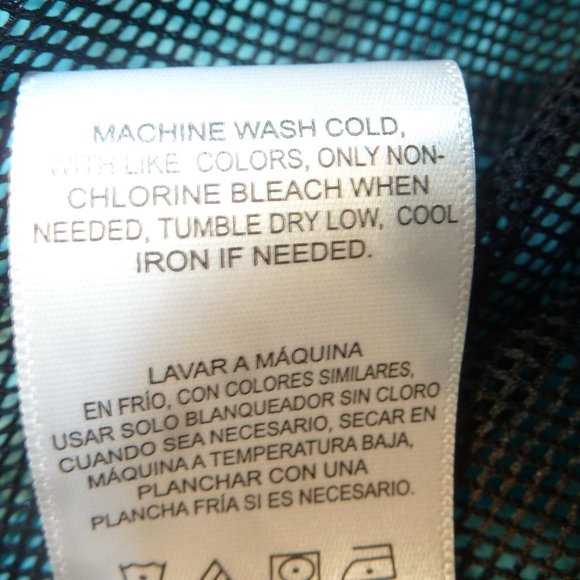 MACHINE WASH COLD,
WITH LIKE COLORS, ONLY NON-
CHLORINE BLEACH WHEN
NEEDED, TUMBLE DRY LOW, COOL
IRON IF NEEDED.
LAVAR A MÁQUINA
EN FRÍO, CON COLORES SIMILARES,
USAR SOLO BLANQUEADOR SIN CLORO
CUANDO SEA NECESARIO, SECAR EN
MÁQUINA A TEMPERATURA BAJA,
PLANCHAR CON UNA
PLANCHA FRÍA SI ES NECESARIO.